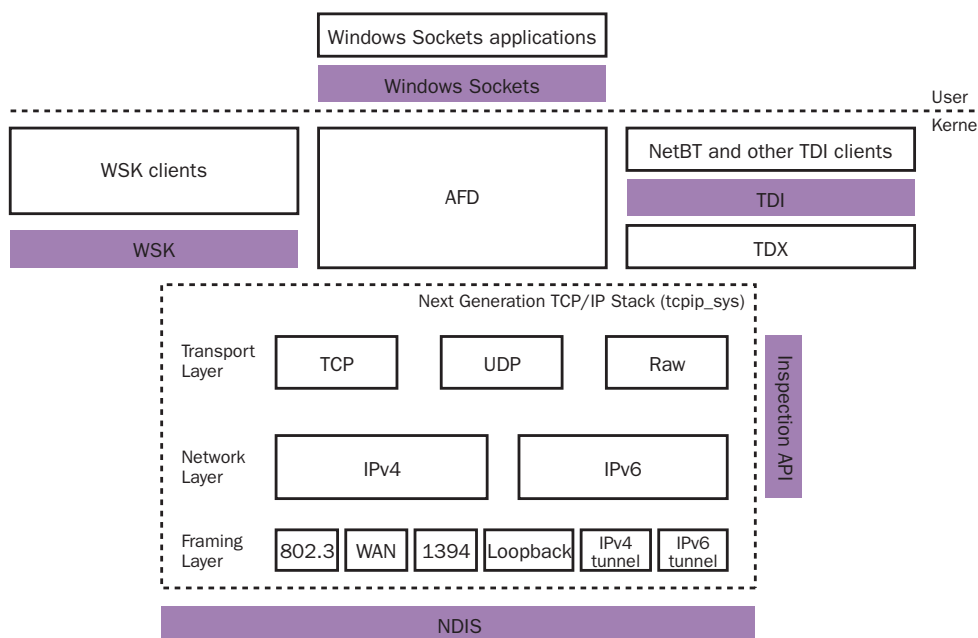 Windows Sockets applications
Windows Sockets
User
Kerne
WSK clients
AFD
NetBT and other TDI clients
TDI
WSK
TDX
Next Generation TCP/IP Stack (tcpip_sys)
Transport
Layer
TCP
UDP
Raw
Inspection API
Network
Layer
IPv4
IPv6
Framing
Layer
802.3
WAN
1394
Loopback
IPv4
tunnel
IPv6
tunnel
NDIS